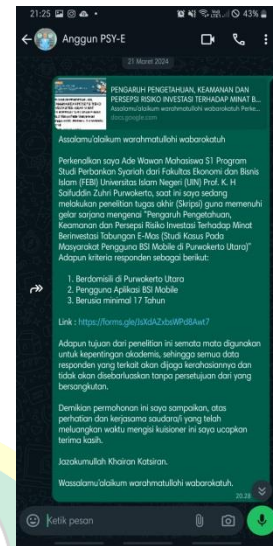 21:25
43%
Anggun PSY-E
21 Maret 2024
PENGARUH PENGETAHUAN, KEAMANAN DAN
PERSEPSI RISIKO INVESTASI TERHADAP MINAT B...
Assalamu'alaikum warahmatullohi wabarokatuh Perke...
docs.google.com
Assalamu'alaikum warahmatullohi wabarokatuh
Perkenalkan saya Ade Wawan Mahasiswa S1 Program
Studi Perbankan Syariah dari Fakultas Ekonomi dan Bisnis
Islam (FEBI) Universitas Islam Negeri (UIN) Prof. K. H
Saifuddin Zuhri Purwokerto, saat ini saya sedang
melakukan penelitian tugas akhir (Skripsi) guna memenuhi
gelar sarjana mengenai "Pengaruh Pengetahuan,
Keamanan dan Persepsi Risiko Investasi Terhadap Minat
Berinvestasi Tabungan E-Mas (Studi Kasus Pada
Masyarakat Pengguna BSI Mobile di Purwokerto Utara)"
Adapun kriteria responden sebagai berikut:
1. Berdomisili di Purwokerto Utara
2. Pengguna Aplikasi BSI Mobile
3. Berusia minimal 17 Tahun
Link :
Adapun tujuan dari penelitian ini semata mata digunakan
untuk kepentingan akademis, sehingga semua data
responden yang terkait akan dijaga kerahasiannya dan
tidak akan disebarluaskan tanpa persetujuan dari yang
bersangkutan.
Demikian permohonan ini saya sampaikan, atas
perhatian dan kerjasama saudara/i yang telah
meluangkan waktu mengisi kuisioner ini saya ucapkan
terima kasih.
Jazakumullah Khairan Katsiran.
Wassalamu'alaikum warohmatullohi wabarokatuh.
20.28
Ketik pesan